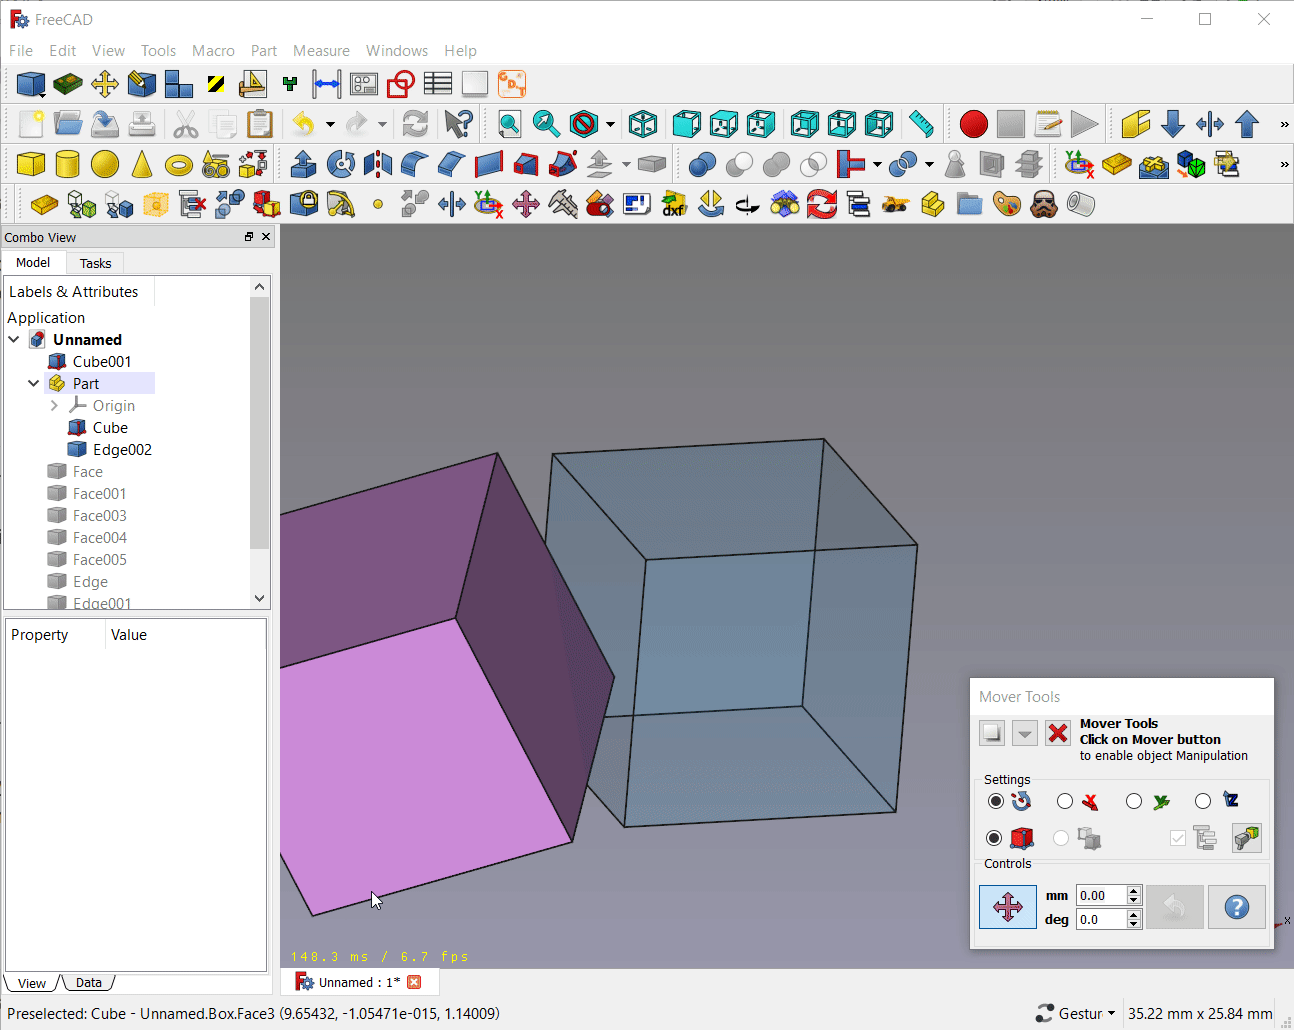 FreeCAD
File Edit View Tools Macro Part Measure Windows Help
Combo View
Model Tasks
Labels & Attributes
Application
Unnamed
Cube001
Part
Origin
Cube
Edge002
Face
Face001
Face003
Face004
Face005
Edge
Edge001
Property Value
View Data
148.3 ms / 6.7 fps
Unnamed : 1*
Mover Tools
Mover Tools
Click on Mover button
to enable object Manipulation
Settings
Controls
mm 0.00
deg 0.0
x
Preselected: Cube - Unnamed.Box.Face3 (9.65432, -1.05471e-015, 1.14009)
Gestur
35.22 mm x 25.84 mm